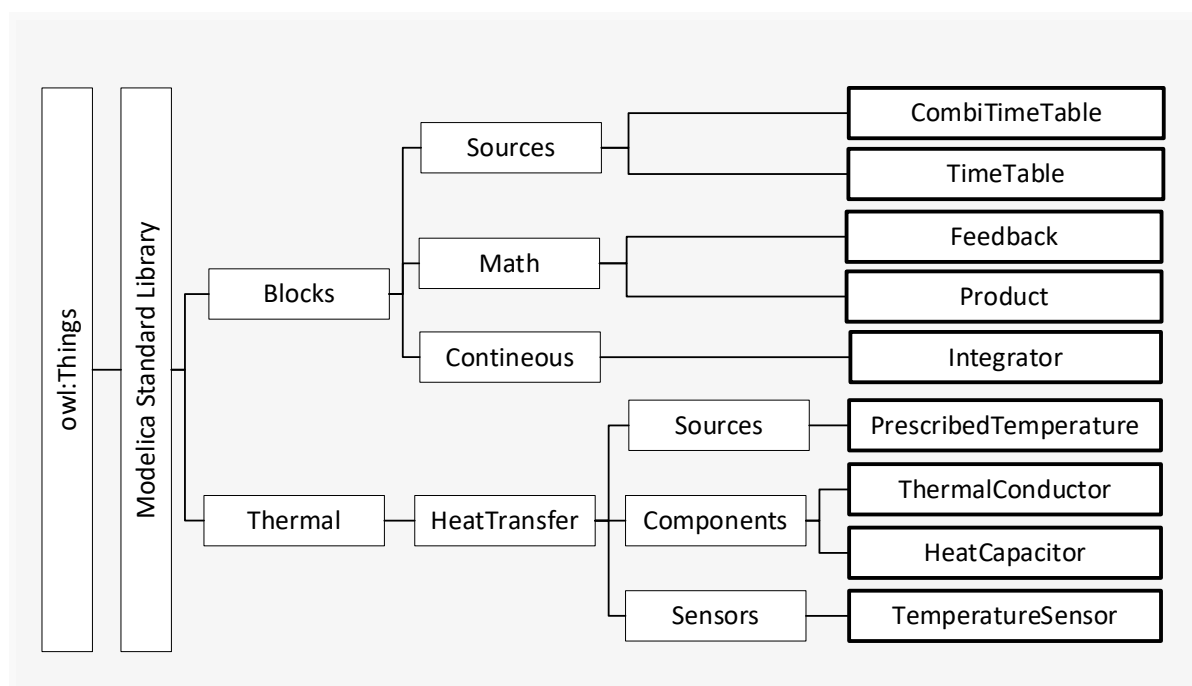 owl:Things
Modelica Standard Library
Blocks
Sources
CombiTimeTable
TimeTable
Math
Feedback
Product
Contineous
Integrator
Thermal
HeatTransfer
Sources
PrescribedTemperature
Components
ThermalConductor
HeatCapacitor
Sensors
TemperatureSensor